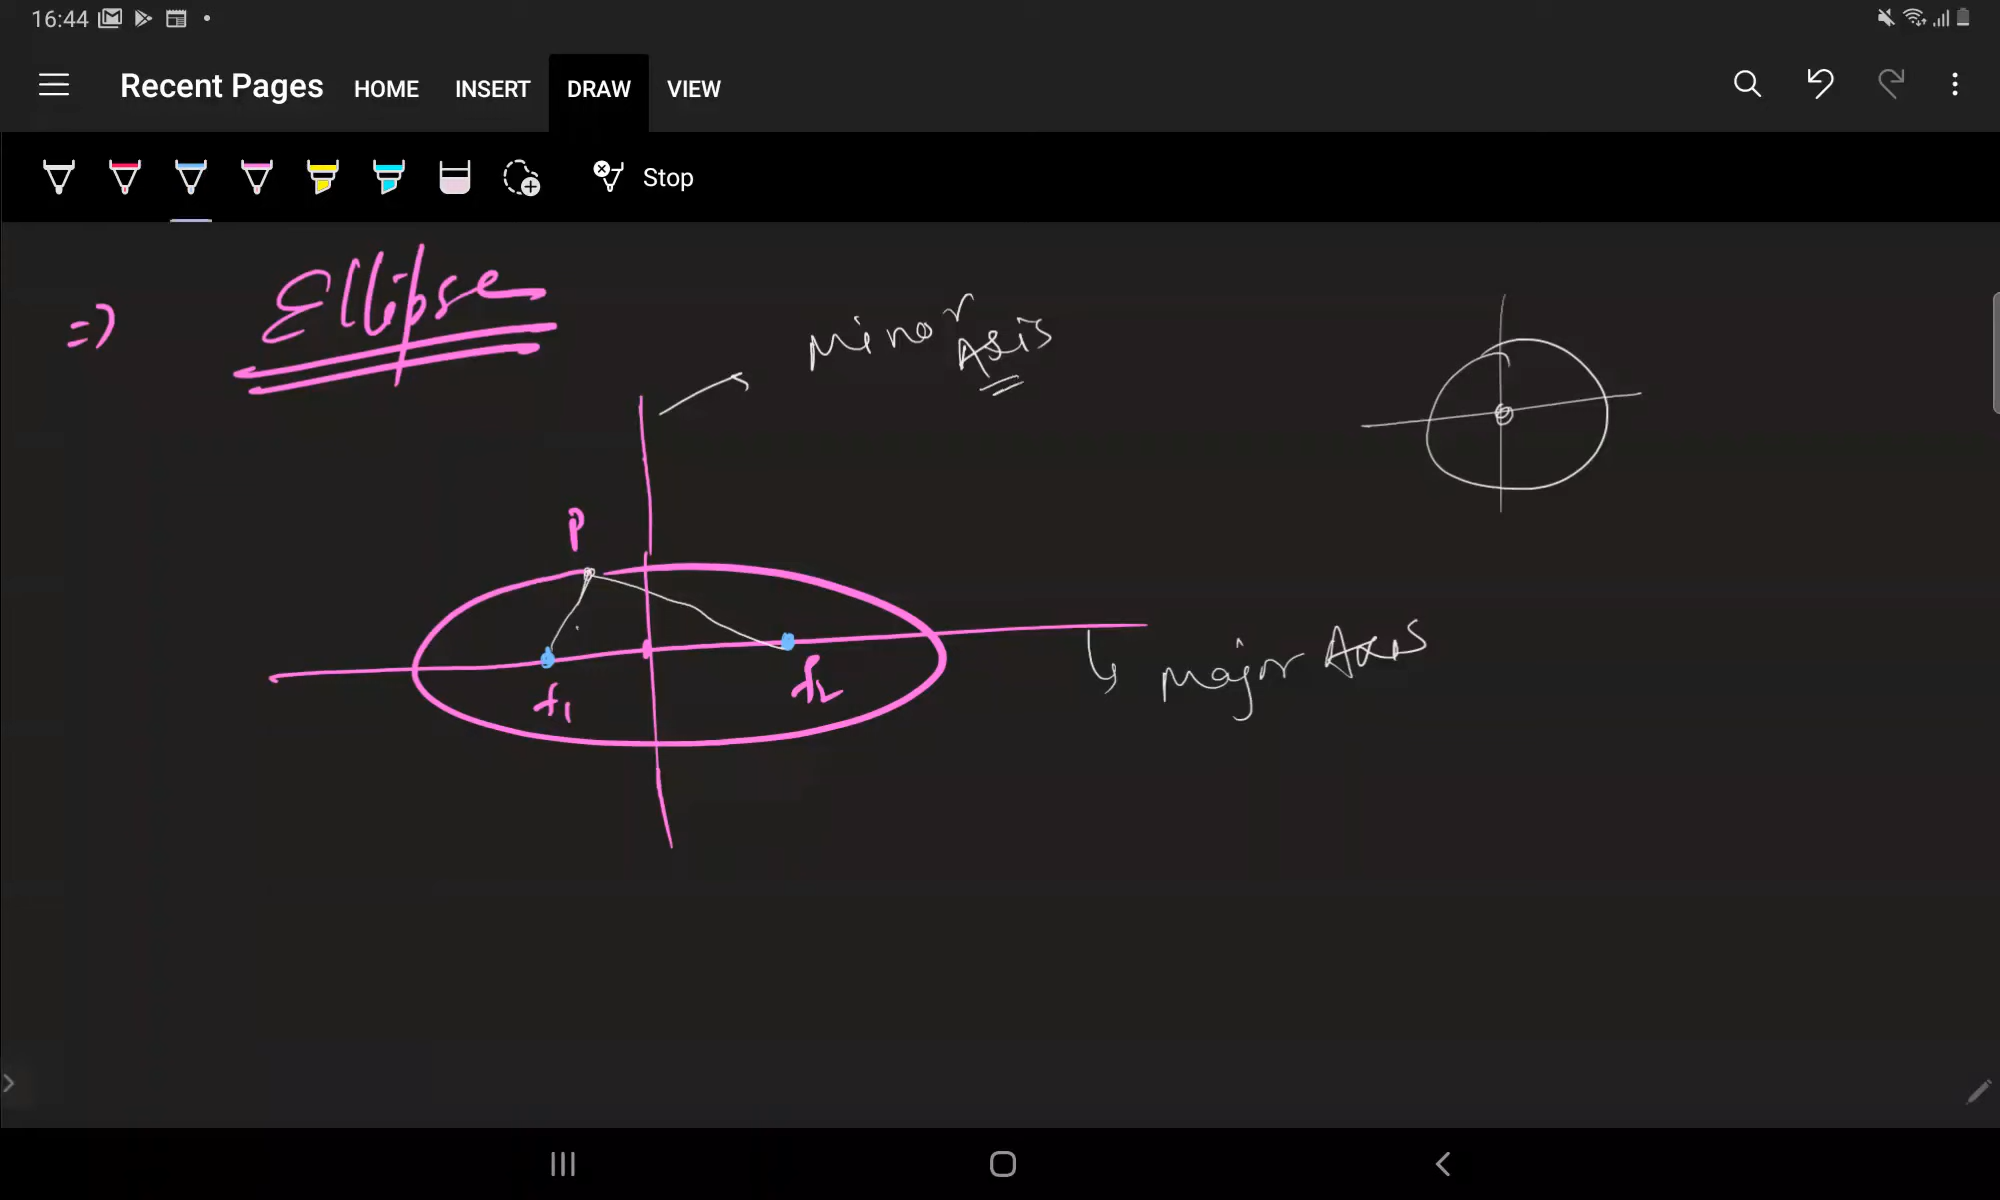 16:44
Recent Pages HOME INSERT DRAW VIEW
Stop
=) Ellipse
Minor Axis
P
f1
f2
Major Axis